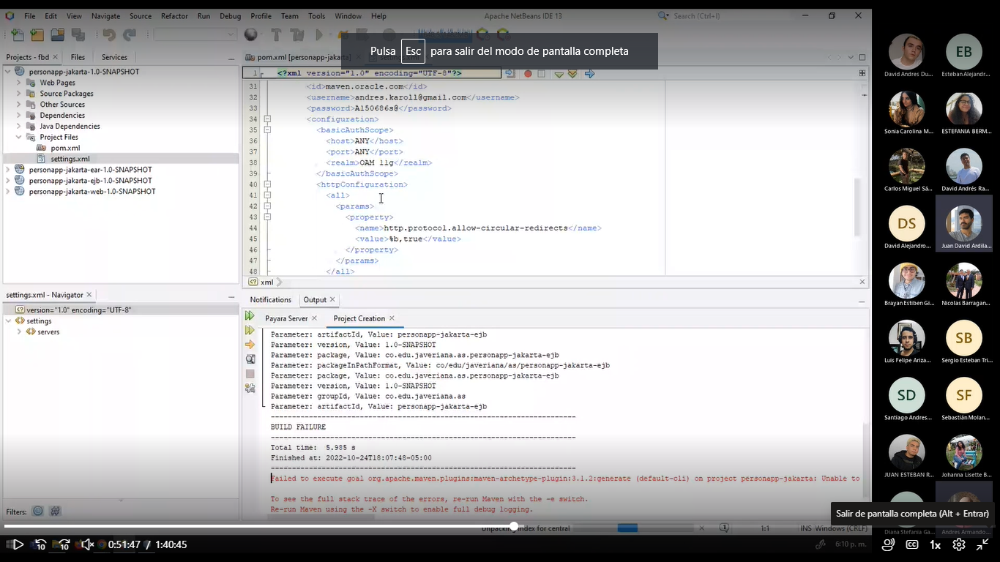 File Edit View Navigate Source Refactor Run Debug Profile Team Tools Window Help
Apache NetBeans IDE 13
Search (Ctrl+I)
Pulsa Esc para salir del modo de pantalla completa
Projects - fbd
Files
Services
personapp-jakarta-1.0-SNAPSHOT
Web Pages
Source Packages
Other Sources
Dependencies
Java Dependencies
Project Files
pom.xml
settings.xml
personapp-jakarta-ear-1.0-SNAPSHOT
personapp-jakarta-ejb-1.0-SNAPSHOT
personapp-jakarta-web-1.0-SNAPSHOT
pom.xml [personapp-jakarta]
1 <?xml version="1.0" encoding="UTF-8"?>
31 <id>maven.oracle.com</id>
32 <username>andres.karoll@gmail.com</username>
33 <password>A150686s@</password>
34 <configuration>
35 <basicAuthScope>
36 <host>ANY</host>
37 <port>ANY</port>
38 <realm>OAM 11g</realm>
39 </basicAuthScope>
40 <httpConfiguration>
41 <all>
42 <params>
43 <property>
44 <name>http.protocol.allow-circular-redirects</name>
45 <value>%b,true</value>
46 </property>
47 </params>
48 </all>
xml
settings.xml - Navigator
version="1.0" encoding="UTF-8"
settings
servers
Filters:
Notifications
Output
Payara Server
Project Creation
Parameter: artifactId, Value: personapp-jakarta-ejb
Parameter: version, Value: 1.0-SNAPSHOT
Parameter: package, Value: co.edu.javeriana.as.personapp-jakarta-ejb
Parameter: packageInPathFormat, Value: co/edu/javeriana/as/personapp-jakarta-ejb
Parameter: package, Value: co.edu.javeriana.as.personapp-jakarta-ejb
Parameter: version, Value: 1.0-SNAPSHOT
Parameter: groupId, Value: co.edu.javeriana.as
Parameter: artifactId, Value: personapp-jakarta-ejb
------------------------------------------------------------------------
BUILD FAILURE
------------------------------------------------------------------------
Total time:  5.985 s
Finished at: 2022-10-24T18:07:48-05:00
------------------------------------------------------------------------
Failed to execute goal org.apache.maven.plugins:maven-archetype-plugin:3.1.2:generate (default-cli) on project personapp-jakarta: Unable to
To see the full stack trace of the errors, re-run Maven with the -e switch.
Re-run Maven using the -X switch to enable full debug logging.
Unpacking index for central
1:1
INS Windows (CRLF)
6:10 p. m.
0:51:47 / 1:40:45
10
10
1x
Salir de pantalla completa (Alt + Entrar)
David Andres Du...
EB
Esteban Alejandr...
Sonia Carolina M...
ESTEFANIA BERM...
Carlos Miguel Sá...
David Andrés Ra...
DS
David Alejandro...
Juan David Ardila...
Brayan Estiben Gi...
Nicolas Barragan...
Luis Felipe Ariza...
SB
Sergio Esteban Tri...
SD
Santiago Andres...
SF
Sebastián Molan...
JUAN ESTEBAN R...
Johanna Lisette B...
Diana Stefania Ga...
Andres Armando...